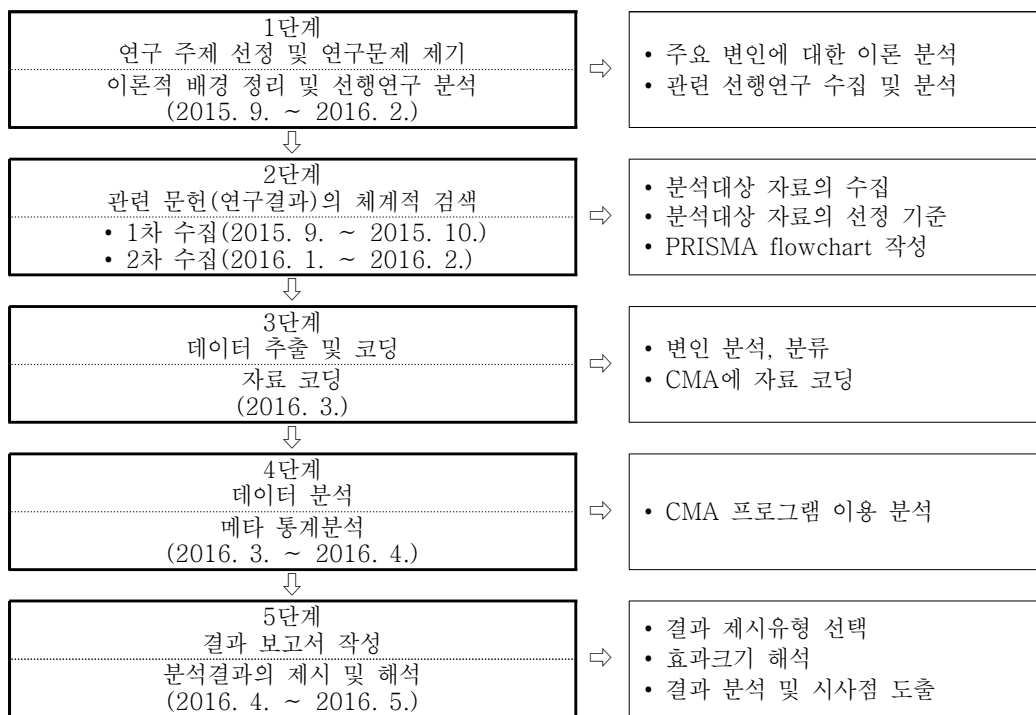 1단계
연구 주제 선정 및 연구문제 제기
이론적 배경 정리 및 선행연구 분석
(2015. 9. ~ 2016. 2.)
⇨
• 주요 변인에 대한 이론 분석
• 관련 선행연구 수집 및 분석
⇩
2단계
관련 문헌(연구결과)의 체계적 검색
• 1차 수집(2015. 9. ~ 2015. 10.)
• 2차 수집(2016. 1. ~ 2016. 2.)
⇨
• 분석대상 자료의 수집
• 분석대상 자료의 선정 기준
• PRISMA flowchart 작성
⇩
3단계
데이터 추출 및 코딩
자료 코딩
(2016. 3.)
⇨
• 변인 분석, 분류
• CMA에 자료 코딩
⇩
4단계
데이터 분석
메타 통계분석
(2016. 3. ~ 2016. 4.)
⇨
• CMA 프로그램 이용 분석
⇩
5단계
결과 보고서 작성
분석결과의 제시 및 해석
(2016. 4. ~ 2016. 5.)
⇨
• 결과 제시유형 선택
• 효과크기 해석
• 결과 분석 및 시사점 도출